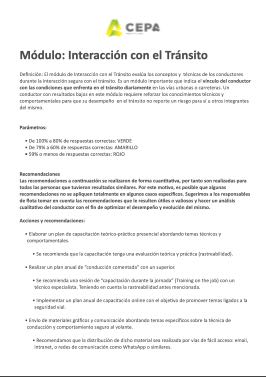 CEPA
Módulo: Interacción con el Tránsito
Definición: El módulo de Interacción con el Tránsito evalúa los conceptos y técnicas de los conductores
durante la interacción segura con el tránsito. Es un módulo importante que indica el vínculo del conductor
con las condiciones que enfrenta en el tránsito diariamente en las vías urbanas o carreteras. Un
conductor con resultados bajos en este módulo requiere reforzar los conocimientos técnicos y
comportamentales para que su desempeño en el tránsito no reporte un riesgo para sí u otros integrantes
del mismo.
Parámetros:
• De 100% a 80% de respuestas correctas: VERDE
• De 79% a 60% de respuestas correctas: AMARILLO
• 59% o menos de respuestas correctas: ROJO
Recomendaciones
Las recomendaciones a continuación se realizaron de forma cuantitativa, por tanto son realizadas para
todas las personas que tuvieron resultados similares. Por este motivo, es posible que algunas
recomendaciones no se apliquen totalmente en algunos casos específicos. Sugerimos a los responsables
de flota tomar en cuenta las recomendaciones que le resulten útiles o valiosos y hacer un análisis
cualitativo del conductor con el fin de optimizar el desempeño y evolución del mismo.
Acciones y recomendaciones:
• Elaborar un plan de capacitación teórico-práctico presencial abordando temas técnicos y
comportamentales.
• Se recomienda que la capacitación tenga una evaluación teórica y práctica (rastreabilidad).
• Realizar un plan anual de "conducción comentada" con un superior.
• Se recomienda una sesión de "capacitación durante la jornada" (Training on the job) con un
técnico especialista. Teniendo en cuenta la rastreabilidad antes mencionada.
• Implementar un plan anual de capacitación online con el objetivo de promover temas ligados a la
seguridad vial.
• Envío de materiales gráficos y comunicación abordando temas específicos sobre la técnica de
conducción y comportamiento seguro al volante.
• Recomendamos que la distribución de dicho material sea realizada por vías de fácil acceso: email,
intranet, o redes de comunicación como WhatsApp o similares.